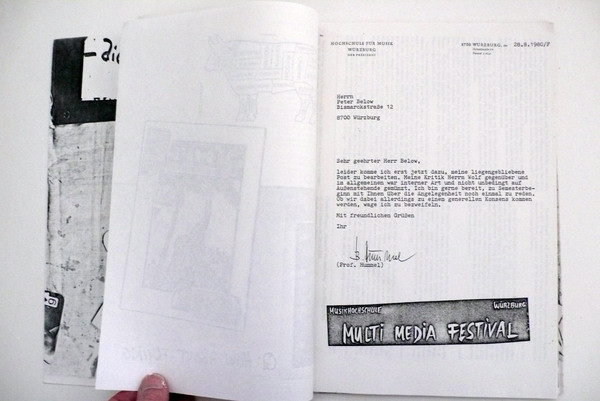 -dio
HOCHSCHULE FÜR MUSIK
WÜRZBURG
DER PRÄSIDENT
8700 WÜRZBURG, DEN 28.8.1980/F
Herrn
Peter Below
Bismarckstraße 12
8700 Würzburg
Sehr geehrter Herr Below,
leider komme ich erst jetzt dazu, meine liegengebliebene
Post zu bearbeiten. Meine Kritik Herrn Wolf gegenüber und
im allgemeinen war interner Art und nicht unbedingt auf
Außenstehende gemünzt. Ich bin gerne bereit, zu Semesterbe-
ginn mit Ihnen über die Angelegenheit noch einmal zu reden.
Ob wir dabei allerdings zu einem generellen Konsens kommen
werden, wage ich zu bezweifeln.
Mit freundlichen Grüßen
Ihr
(Prof. Hummel)
MUSIKHOCHSCHULE WÜRZBURG
MULTI MEDIA FESTIVAL